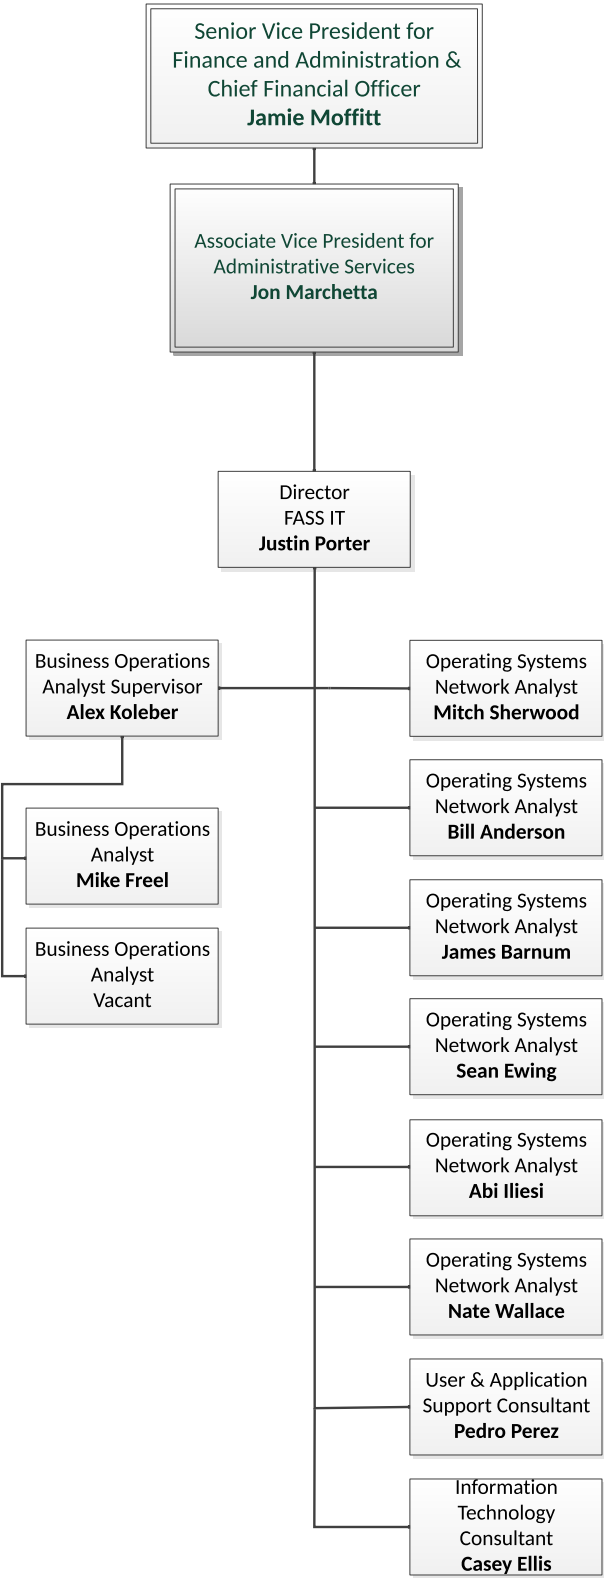 Senior Vice President for
Finance and Administration &
Chief Financial Officer
Jamie Moffitt
Associate Vice President for
Administrative Services
Jon Marchetta
Director
FASS IT
Justin Porter
Business Operations
Analyst Supervisor
Alex Koleber
Business Operations
Analyst
Mike Freel
Business Operations
Analyst
Vacant
Operating Systems
Network Analyst
Mitch Sherwood
Operating Systems
Network Analyst
Bill Anderson
Operating Systems
Network Analyst
James Barnum
Operating Systems
Network Analyst
Sean Ewing
Operating Systems
Network Analyst
Abi Iliesi
Operating Systems
Network Analyst
Nate Wallace
User & Application
Support Consultant
Pedro Perez
Information
Technology
Consultant
Casey Ellis